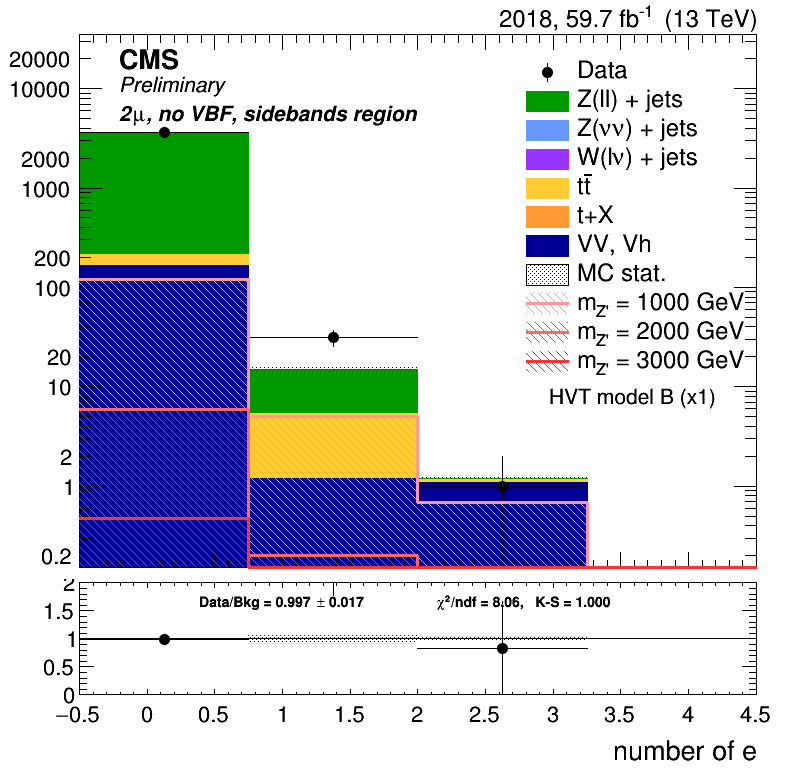 2018, 59.7 fb⁻¹ (13 TeV)
CMS
Preliminary
2μ, no VBF, sidebands region
Data
Z(ll) + jets
Z(νν) + jets
W(lν) + jets
tt̄
t+X
VV, Vh
MC stat.
m_Z' = 1000 GeV
m_Z' = 2000 GeV
m_Z' = 3000 GeV
HVT model B (x1)
20000
10000
2000
1000
200
100
20
10
2
1
0.2
Data/Bkg = 0.997 ± 0.017
χ²/ndf = 8.06, K-S = 1.000
2
1.5
1
0.5
0
−0.5 0 0.5 1 1.5 2 2.5 3 3.5 4 4.5
number of e